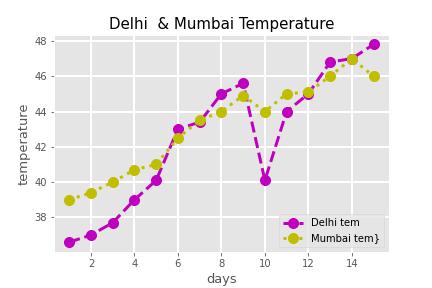 Delhi  & Mumbai Temperature
48
46
44
42
40
38
temperature
2 4 6 8 10 12 14
days
Delhi tem
Mumbai tem}